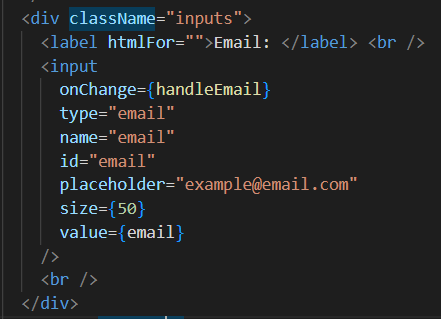 <div className="inputs">
<label htmlFor="">Email: </label> <br />
<input
onChange={handleEmail}
type="email"
name="email"
id="email"
placeholder="example@email.com"
size={50}
value={email}
/>
<br />
</div>